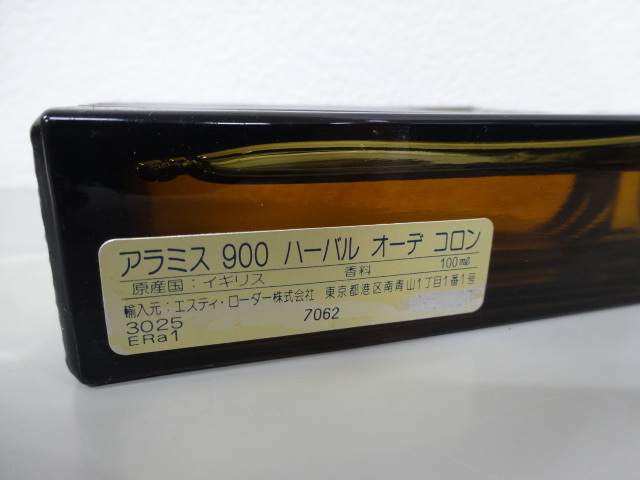 アラミス 900 ハーバル オーデ コロン
原産国：イギリス 香料 100mℓ
輸入元：エスティ・ローダー株式会社 東京都港区南青山1丁目1番1号
3025 7062
ERa1